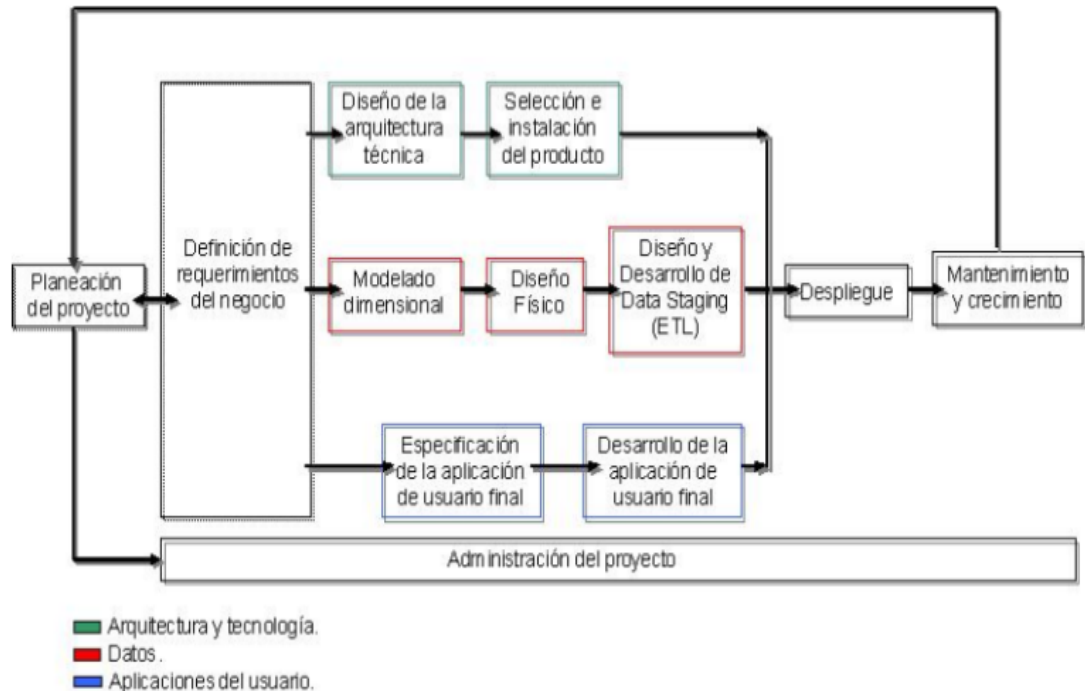 Diseño de la
arquitectura
técnica
Selección e
instalación
del producto
Planeación
del proyecto
Definición de
requerimientos
del negocio
Modelado
dimensional
Diseño
Físico
Diseño y
Desarrollo de
Data Staging
(ETL)
Despliegue
Mantenimiento
y crecimiento
Especificación
de la aplicación
de usuario final
Desarrollo de la
aplicación de
usuario final
Administración del proyecto
Arquitectura y tecnología.
Datos.
Aplicaciones del usuario.